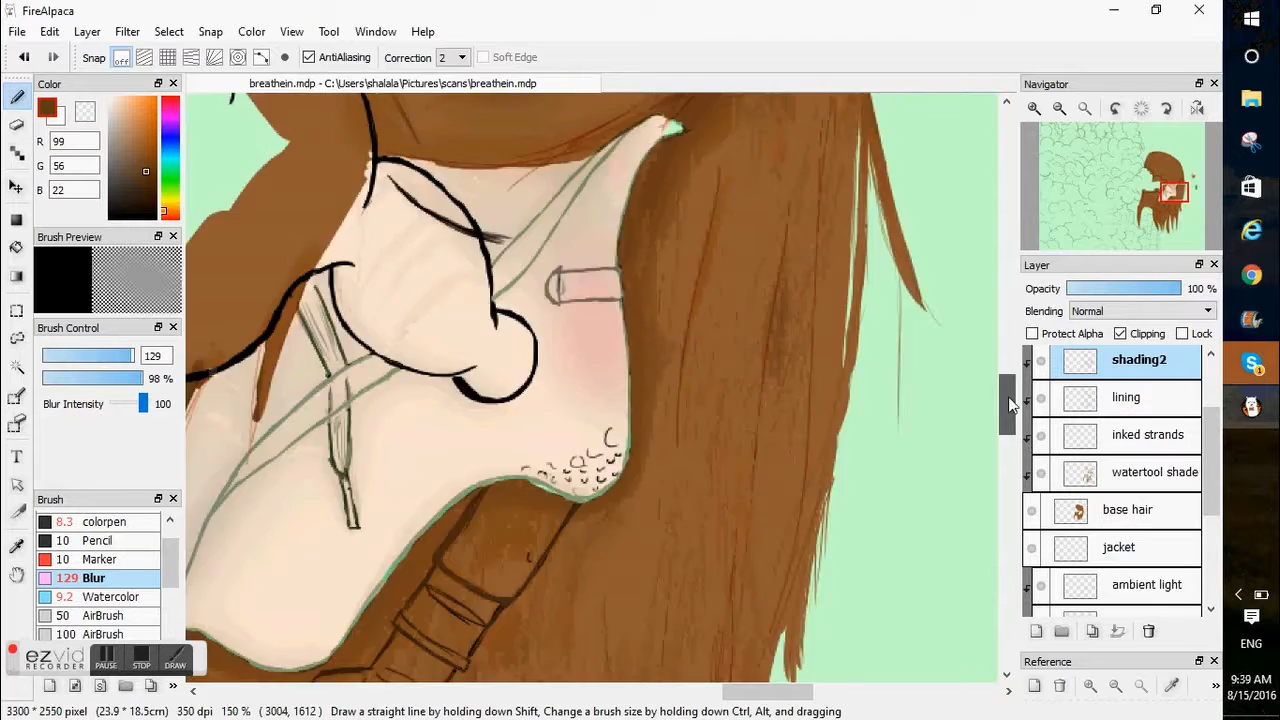 FireAlpaca
File Edit Layer Filter Select Snap Color View Tool Window Help
Snap off AntiAliasing Correction 2 Soft Edge
Color
breathein.mdp - C:\Users\shalala\Pictures\scans\breathein.mdp
Navigator
R 99
G 56
B 22
Brush Preview
Brush Control
129
98 %
Blur Intensity 100
Brush
8.3 colorpen
10 Pencil
10 Marker
129 Blur
9.2 Watercolor
50 AirBrush
100 AirBrush
Layer
Opacity 100 %
Blending Normal
Protect Alpha Clipping Lock
shading2
lining
inked strands
watertool shade
base hair
jacket
ambient light
Reference
ezvid
RECORDER
PAUSE STOP DRAW
3300 * 2550 pixel (23.9 * 18.5cm) 350 dpi 150 % ( 3004, 1612 ) Draw a straight line by holding down Shift, Change a brush size by holding down Ctrl, Alt, and dragging
ENG
9:39 AM
8/15/2016